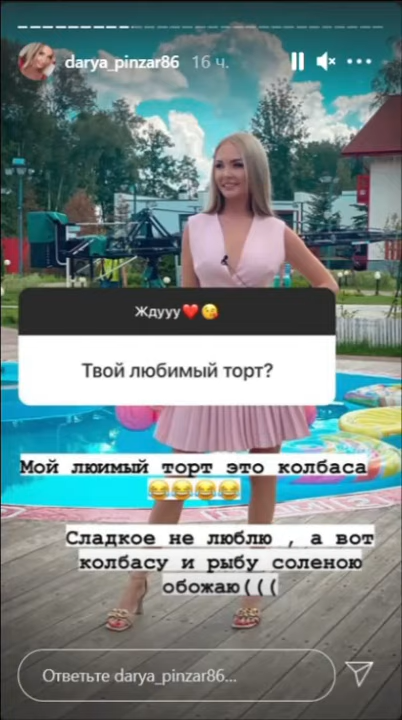 darya_pinzar86 16 ч.
Ждууу❤️😘
Твой любимый торт?
Мой люимый торт это колбаса
😂😂😂😂
Сладкое не люблю , а вот
колбасу и рыбу соленою
обожаю(((
Ответьте darya_pinzar86...